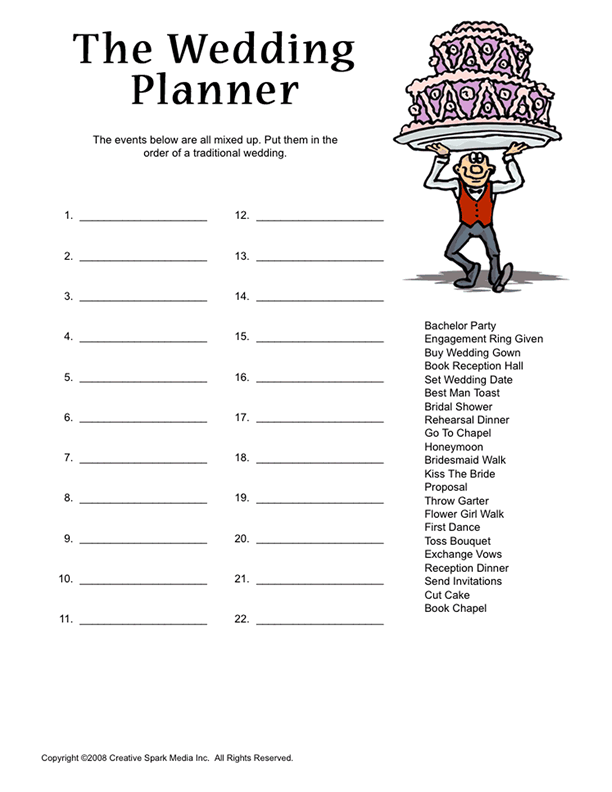 The Wedding
Planner
The events below are all mixed up. Put them in the
order of a traditional wedding.
1. ____________________
2. ____________________
3. ____________________
4. ____________________
5. ____________________
6. ____________________
7. ____________________
8. ____________________
9. ____________________
10. ____________________
11. ____________________
12. ____________________
13. ____________________
14. ____________________
15. ____________________
16. ____________________
17. ____________________
18. ____________________
19. ____________________
20. ____________________
21. ____________________
22. ____________________
Bachelor Party
Engagement Ring Given
Buy Wedding Gown
Book Reception Hall
Set Wedding Date
Best Man Toast
Bridal Shower
Rehearsal Dinner
Go To Chapel
Honeymoon
Bridesmaid Walk
Kiss The Bride
Proposal
Throw Garter
Flower Girl Walk
First Dance
Toss Bouquet
Exchange Vows
Reception Dinner
Send Invitations
Cut Cake
Book Chapel
Copyright ©2008 Creative Spark Media Inc.  All Rights Reserved.